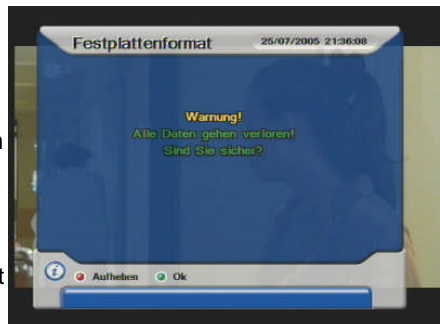 Festplattenformat 25/07/2005 21:36:08
Warnung!
Alle Daten gehen verloren!
Sind Sie sicher?
Aufheben Ok